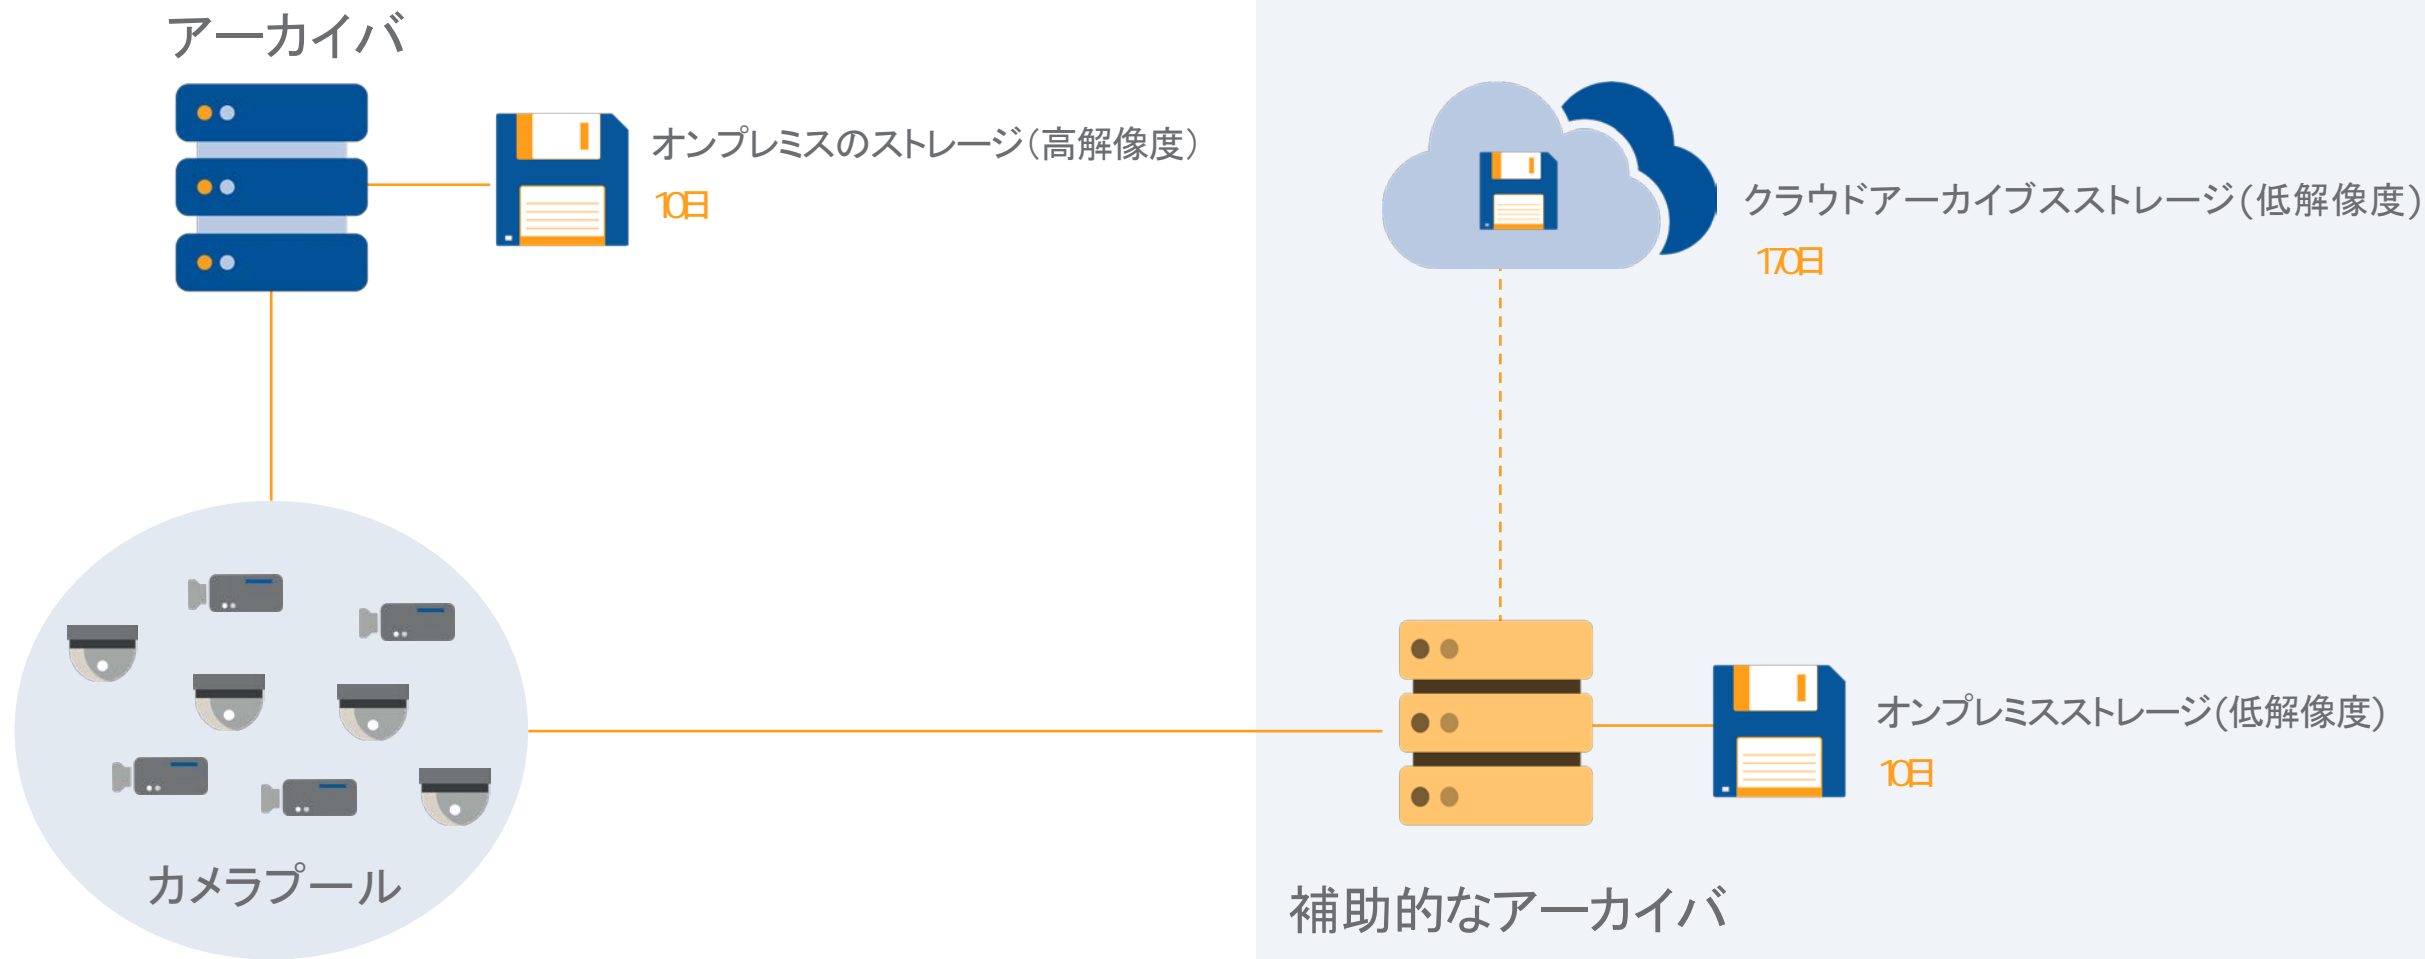 アーカイバ
オンプレミスのストレージ（高解像度）
10日
クラウドアーカイブスストレージ(低解像度)
170日
オンプレミスストレージ(低解像度)
10日
カメラプール
補助的なアーカイバ